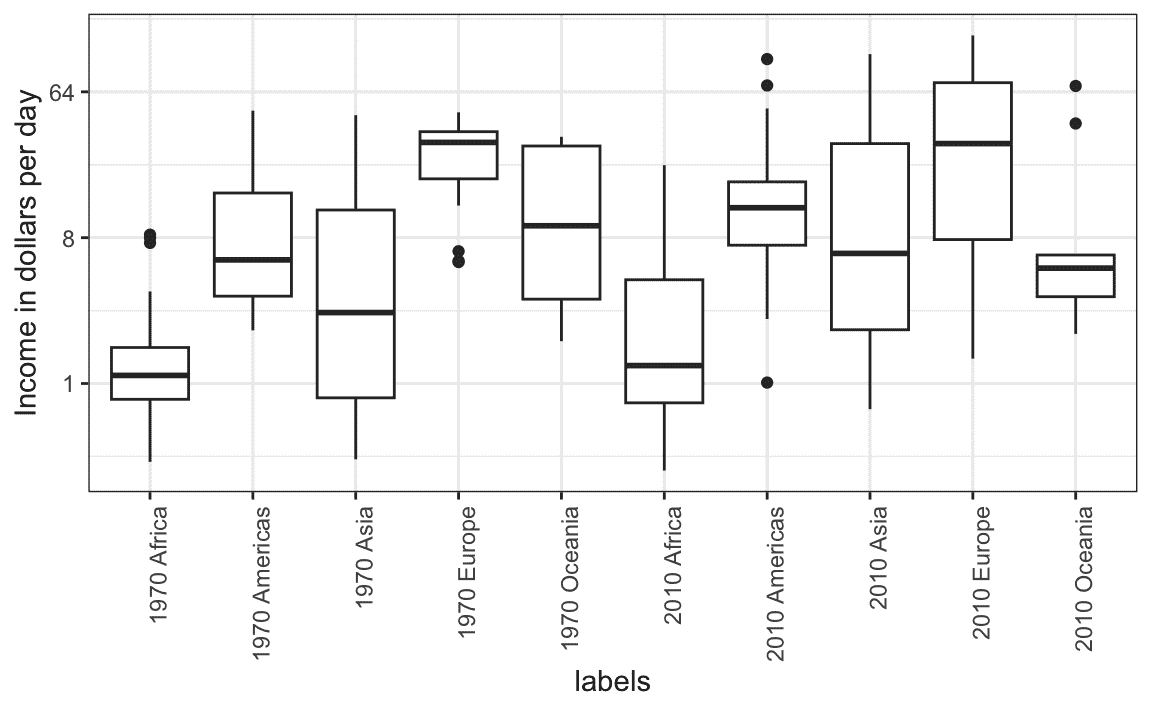 Income in dollars per day
64
8
1
1970 Africa
1970 Americas
1970 Asia
1970 Europe
1970 Oceania
2010 Africa
2010 Americas
2010 Asia
2010 Europe
2010 Oceania
labels